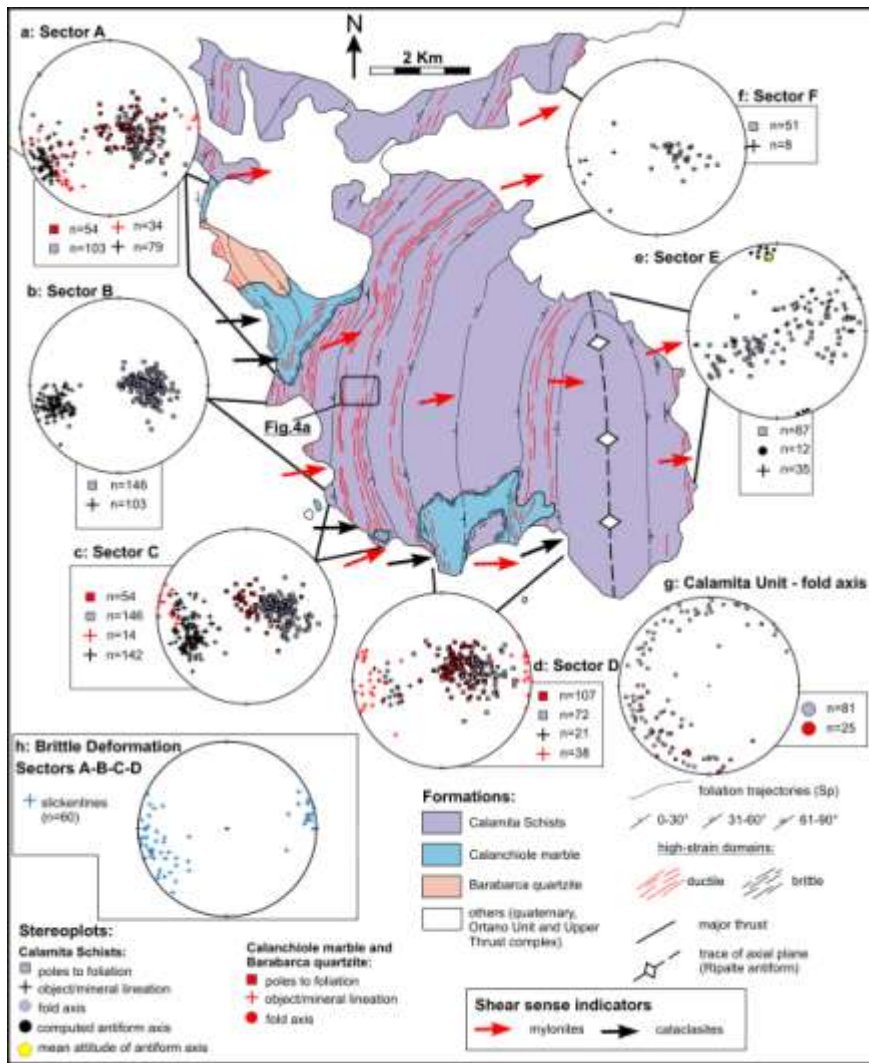 a: Sector A
n=54
n=34
n=103
n=79
N
2 Km
f: Sector F
n=51
n=8
e: Sector E
n=87
n=12
n=35
b: Sector B
n=146
n=103
Fig.4a
c: Sector C
n=54
n=146
n=14
n=142
d: Sector D
n=107
n=72
n=21
n=38
g: Calamita Unit - fold axis
n=81
n=25
h: Brittle Deformation
Sectors A-B-C-D
slickenlines
(n=60)
Stereoplots:
Calamita Schists:
poles to foliation
object/mineral lineation
fold axis
computed antiform axis
mean attitude of antiform axis
Calanchiole marble and
Barabarca quartzite:
poles to foliation
object/mineral lineation
fold axis
Formations:
Calamita Schists
Calanchiole marble
Barabarca quartzite
others (quaternary,
Ortano Unit and Upper
Thrust complex)
foliation trajectories (Sp)
0-30° 31-60° 61-90°
high-strain domains:
ductile brittle
major thrust
trace of axial plane
(Ripalte antiform)
Shear sense indicators
mylonites cataclasites